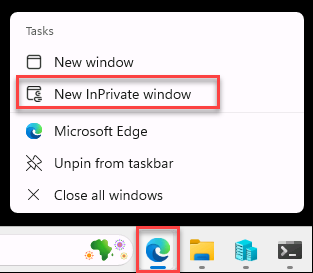 Tasks
New window
New InPrivate window
Microsoft Edge
Unpin from taskbar
Close all windows